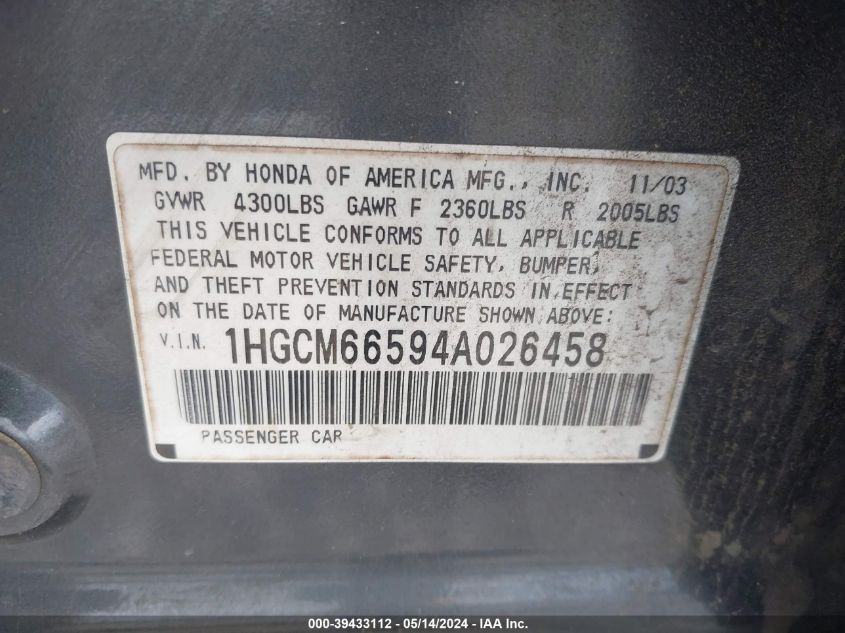 MFD. BY HONDA OF AMERICA MFG., INC. 11/03
GVWR 4300LBS GAWR F 2360LBS R 2005LBS
THIS VEHICLE CONFORMS TO ALL APPLICABLE
FEDERAL MOTOR VEHICLE SAFETY, BUMPER,
AND THEFT PREVENTION STANDARDS IN EFFECT
ON THE DATE OF MANUFACTURE SHOWN ABOVE:
V.I.N. 1HGCM66594A026458
PASSENGER CAR
000-39433112 / 05/14/2024 - IAA Inc.